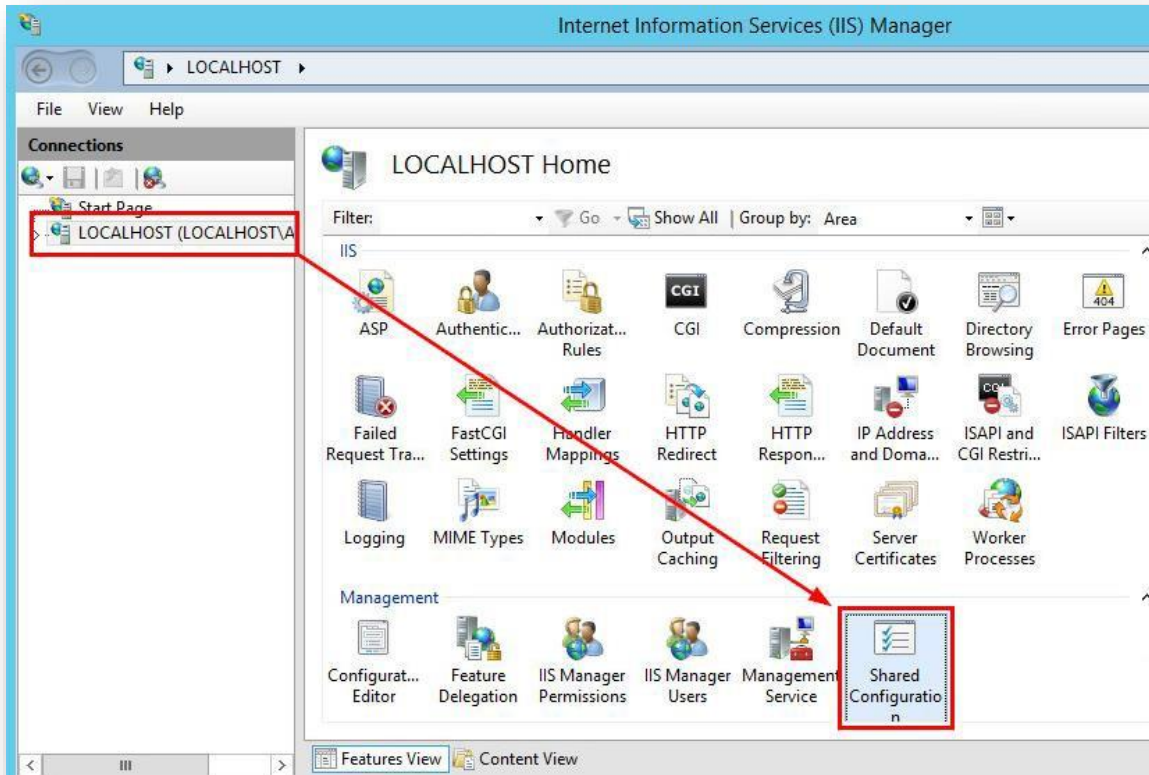 Internet Information Services (IIS) Manager
LOCALHOST
File View Help
Connections
Start Page
LOCALHOST (LOCALHOST\A
LOCALHOST Home
Filter: Go Show All Group by: Area
IIS
ASP Authentic... Authorizat... CGI Compression Default Directory Error Pages
Rules Document Browsing
CGI
404
Failed FastCGI Handler HTTP HTTP IP Address ISAPI and ISAPI Filters
Request Tra... Settings Mappings Redirect Respon... and Doma... CGI Restri...
Logging MIME Types Modules Output Request Server Worker
Caching Filtering Certificates Processes
Management
Configurat... Feature IIS Manager IIS Manager Management Shared
Editor Delegation Permissions Users Service Configuratio
n
Features View Content View